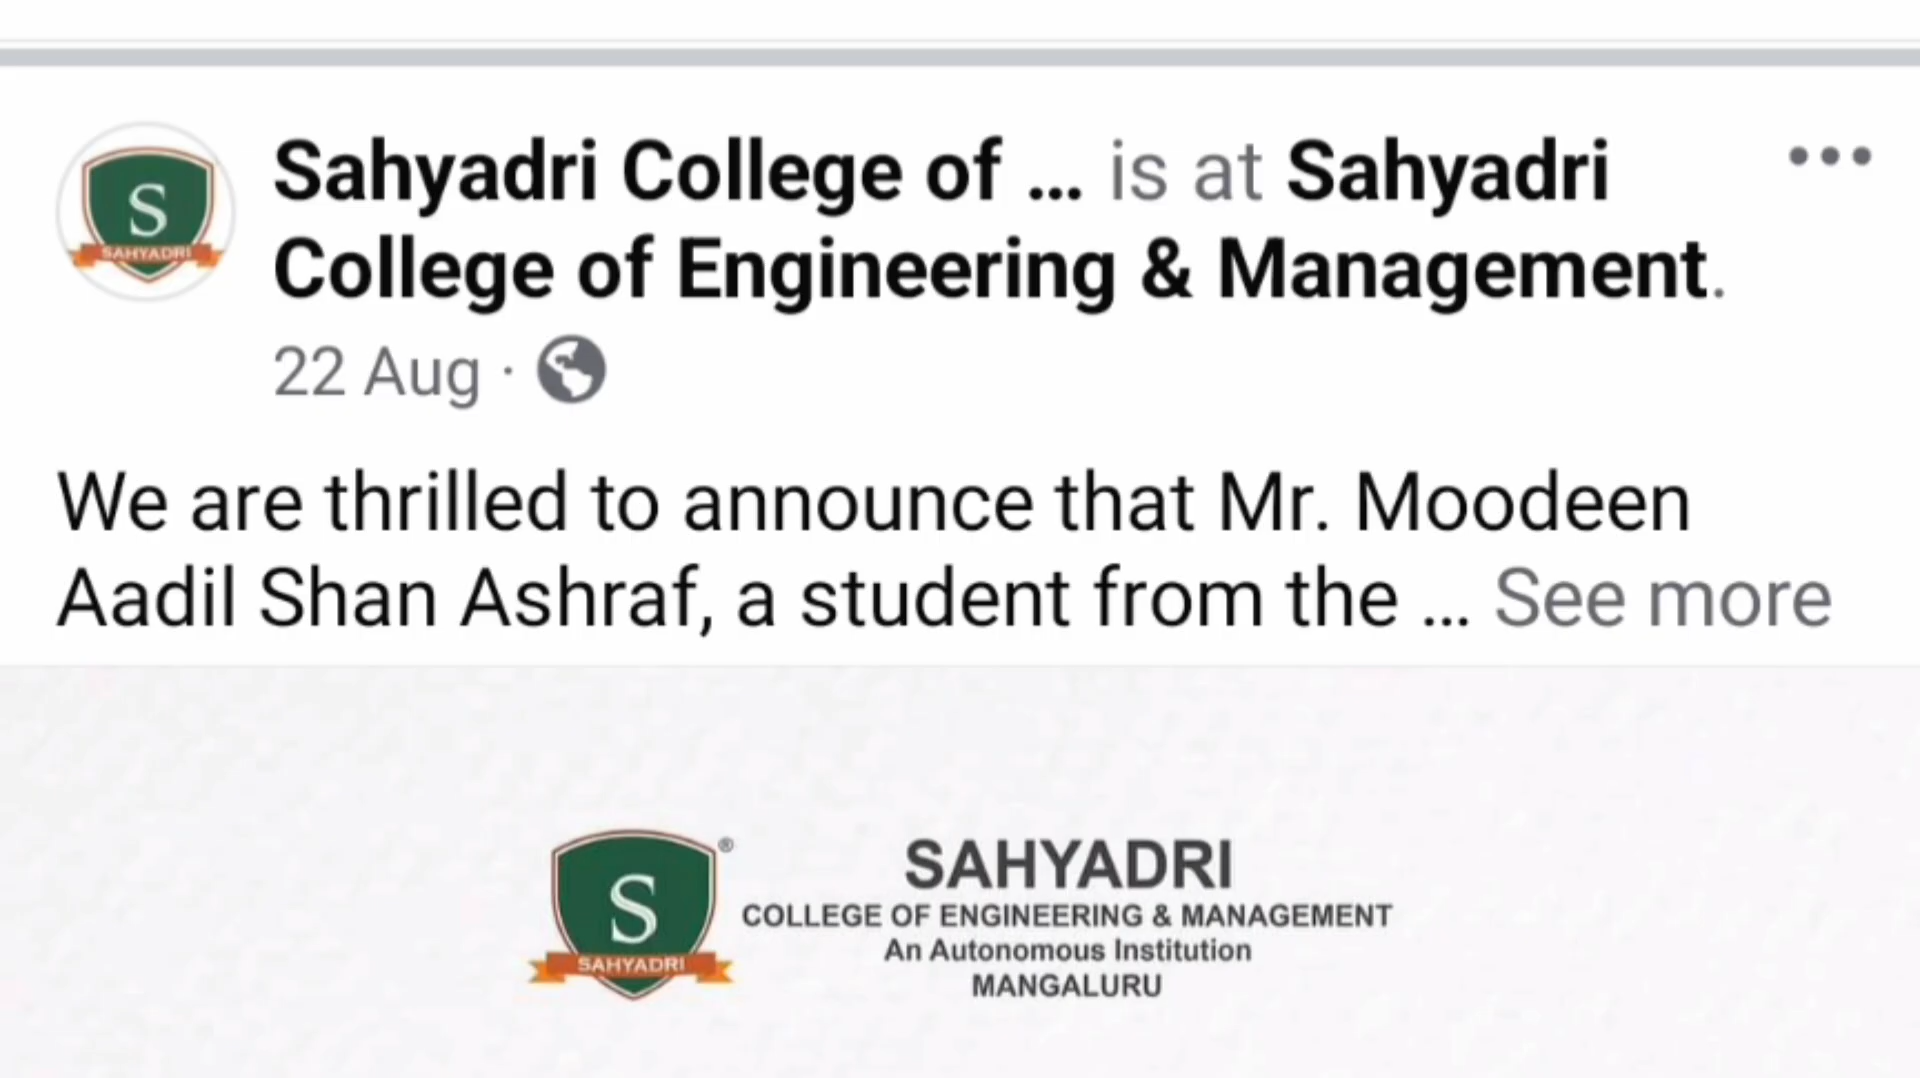 Sahyadri College of ... is at Sahyadri
College of Engineering & Management.
22 Aug ·
We are thrilled to announce that Mr. Moodeen
Aadil Shan Ashraf, a student from the ... See more
S
SAHYADRI
S
SAHYADRI
®
SAHYADRI
COLLEGE OF ENGINEERING & MANAGEMENT
An Autonomous Institution
MANGALURU